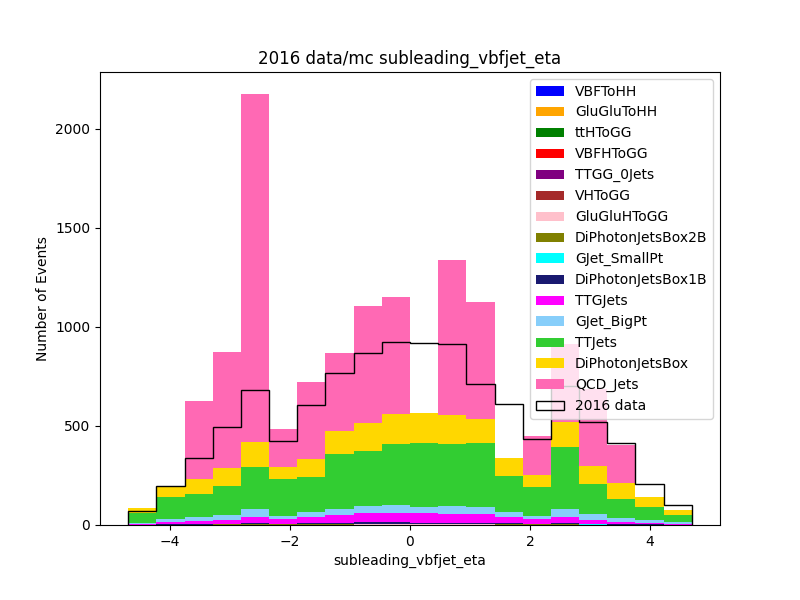 2016 data/mc subleading_vbfjet_eta
Number of Events
2000
1500
1000
500
0
−4
−2
0
2
4
subleading_vbfjet_eta
VBFToHH
GluGluToHH
ttHToGG
VBFHToGG
TTGG_0Jets
VHToGG
GluGluHToGG
DiPhotonJetsBox2B
GJet_SmallPt
DiPhotonJetsBox1B
TTGJets
GJet_BigPt
TTJets
DiPhotonJetsBox
QCD_Jets
2016 data